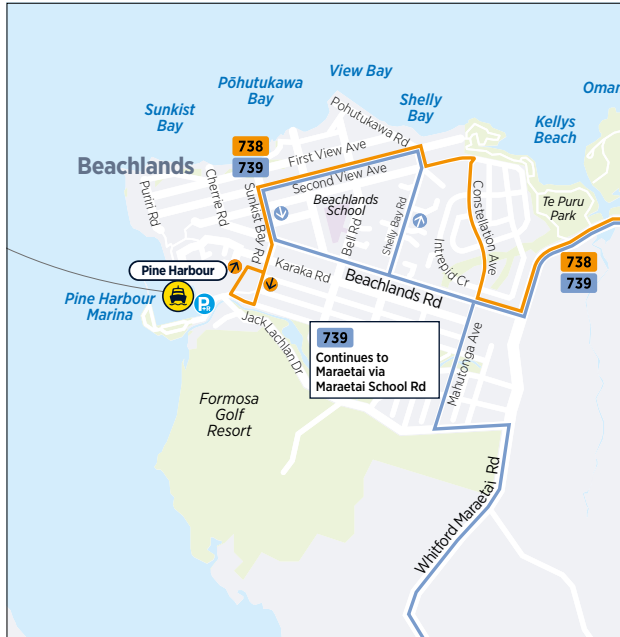 View Bay
Pōhutukawa
Bay
Shelly
Bay
Omar
Sunkist
Bay
Kellys
Beach
Pohutukawa Rd
738
739
First View Ave
Second View Ave
Beachlands
Puriri Rd
Cherrie Rd
Sunkist Bay Rd
Beachlands
School
Bell Rd
Shelly Bay Rd
Intrepid Cr
Constellation Ave
Te Puru
Park
Pine Harbour
Karaka Rd
Beachlands Rd
738
739
Pine Harbour
Marina
P+R
Jack Lachlan Dr
739
Continues to
Maraetai via
Maraetai School Rd
Mahutonga Ave
Formosa
Golf
Resort
Whitford Maraetai Rd